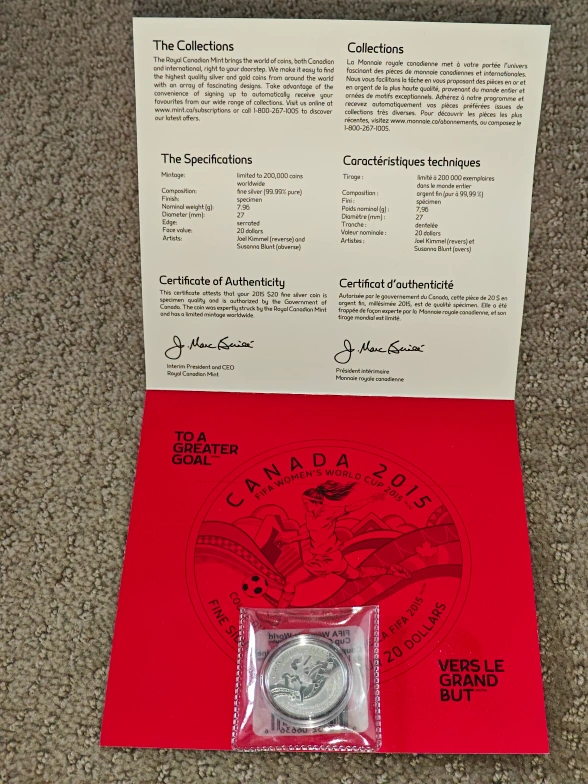 The Collections
The Royal Canadian Mint brings the world of coins, both Canadian
and international, right to your doorstep. We make it easy to find
the highest quality silver and gold coins from around the world
with an array of fascinating designs. Take advantage of the
convenience of signing up to automatically receive your
favourites from our wide range of collections. Visit us online at
www.mint.ca/subscriptions or call 1-800-267-1005 to discover
our latest offers.
Collections
La Monnaie royale canadienne met à votre portée l'univers
fascinant des pièces de monnaie canadiennes et internationales.
Nous vous facilitons la tâche en vous proposant des pièces en or et
en argent de la plus haute qualité, provenant du monde entier et
ornées de motifs exceptionnels. Adhérez à notre programme et
recevez automatiquement vos pièces préférées issues de
collections très diverses. Pour découvrir les pièces les plus
récentes, visitez www.monnaie.ca/abonnements, ou composez le
1-800-267-1005.
The Specifications
Mintage: limited to 200,000 coins
worldwide
Composition: fine silver (99.99% pure)
Finish: specimen
Nominal weight (g): 7.96
Diameter (mm): 27
Edge: serrated
Face value: 20 dollars
Artists: Joel Kimmel (reverse) and
Susanna Blunt (obverse)
Caractéristiques techniques
Tirage : limité à 200 000 exemplaires
dans le monde entier
Composition : argent fin (pur à 99,99 %)
Fini : spécimen
Poids nominal (g) : 7,96
Diamètre (mm) : 27
Tranche : dentelée
Valeur nominale : 20 dollars
Artistes : Joel Kimmel (revers) et
Susanna Blunt (avers)
Certificate of Authenticity
This certificate attests that your 2015 $20 fine silver coin is
specimen quality and is authorized by the Government of
Canada. The coin was expertly struck by the Royal Canadian Mint
and has a limited mintage worldwide.
Interim President and CEO
Royal Canadian Mint
Certificat d'authenticité
Autorisée par le gouvernement du Canada, cette pièce de 20 $ en
argent fin, millésimée 2015, est de qualité spécimen. Elle a été
frappée de façon experte par la Monnaie royale canadienne, et son
tirage mondial est limité.
Président intérimaire
Monnaie royale canadienne
TO A
GREATER
GOAL
CANADA 2015
FIFA WOMEN'S WORLD CUP 2015
FIFA 2015
FINE
20 DOLLARS
VERS LE
GRAND
BUT
FIFA W
World
Cup